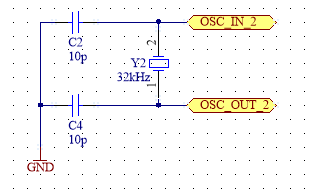 C2
10p
OSC_IN_2
2
Y2
32kHz
1
C4
10p
OSC_OUT_2
GND